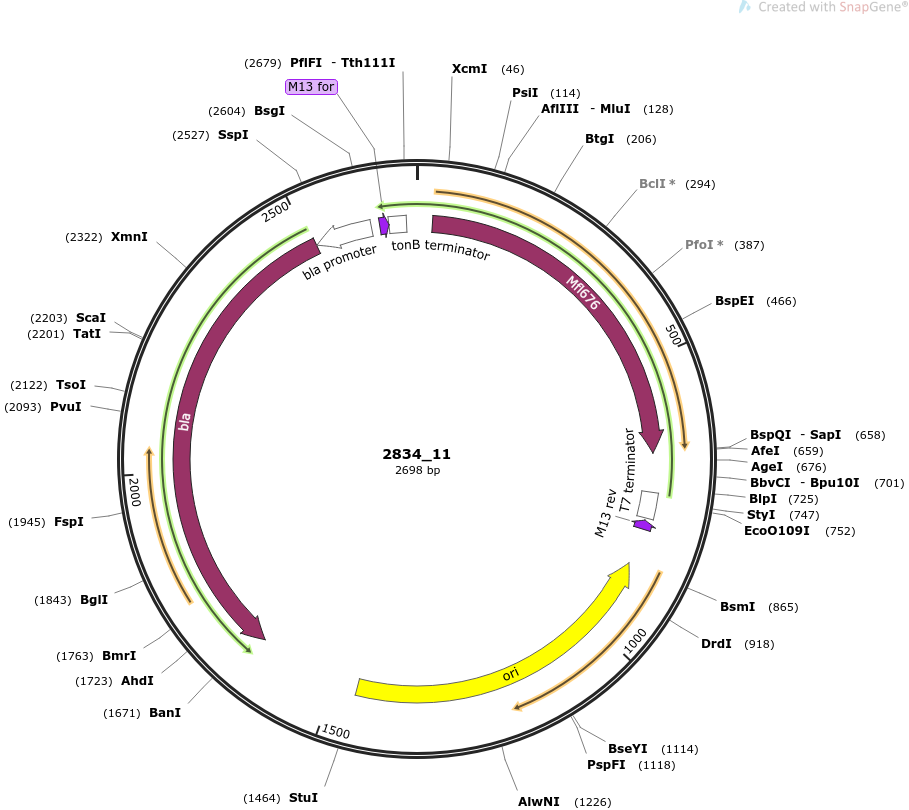 Created with SnapGene®
(2679) PflFI - Tth111I
M13 for
(2604) BsgI
(2527) SspI
XcmI (46)
PsiI (114)
AflIII - MluI (128)
BtgI (206)
BclI * (294)
PfoI * (387)
BspEI (466)
(2322) XmnI
(2203) ScaI
(2201) TatI
(2122) TsoI
(2093) PvuI
(1945) FspI
(1843) BglI
(1763) BmrI
(1723) AhdI
(1671) BanI
(1464) StuI
BspQI - SapI (658)
AfeI (659)
AgeI (676)
BbvCI - Bpu10I (701)
BlpI (725)
StyI (747)
EcoO109I (752)
BsmI (865)
DrdI (918)
BseYI (1114)
PspFI (1118)
AlwNI (1226)
2500
500
2000
1000
1500
bla promoter
tonB terminator
Mfl676
bla
T7 terminator
M13 rev
ori
2834_11
2698 bp